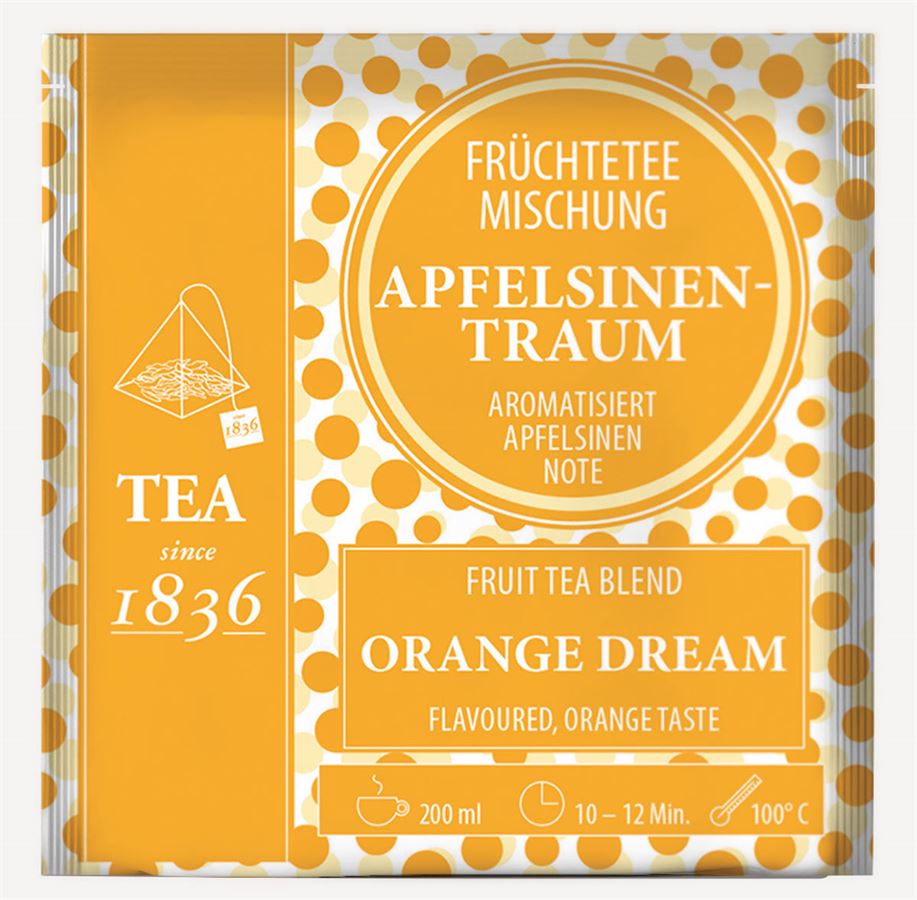 FRÜCHTETEE
MISCHUNG
APFELSINEN-
TRAUM
AROMATISIERT
APFELSINEN
NOTE
1836
TEA
since
1836
FRUIT TEA BLEND
ORANGE DREAM
FLAVOURED, ORANGE TASTE
200 ml
10 – 12 Min.
100° C